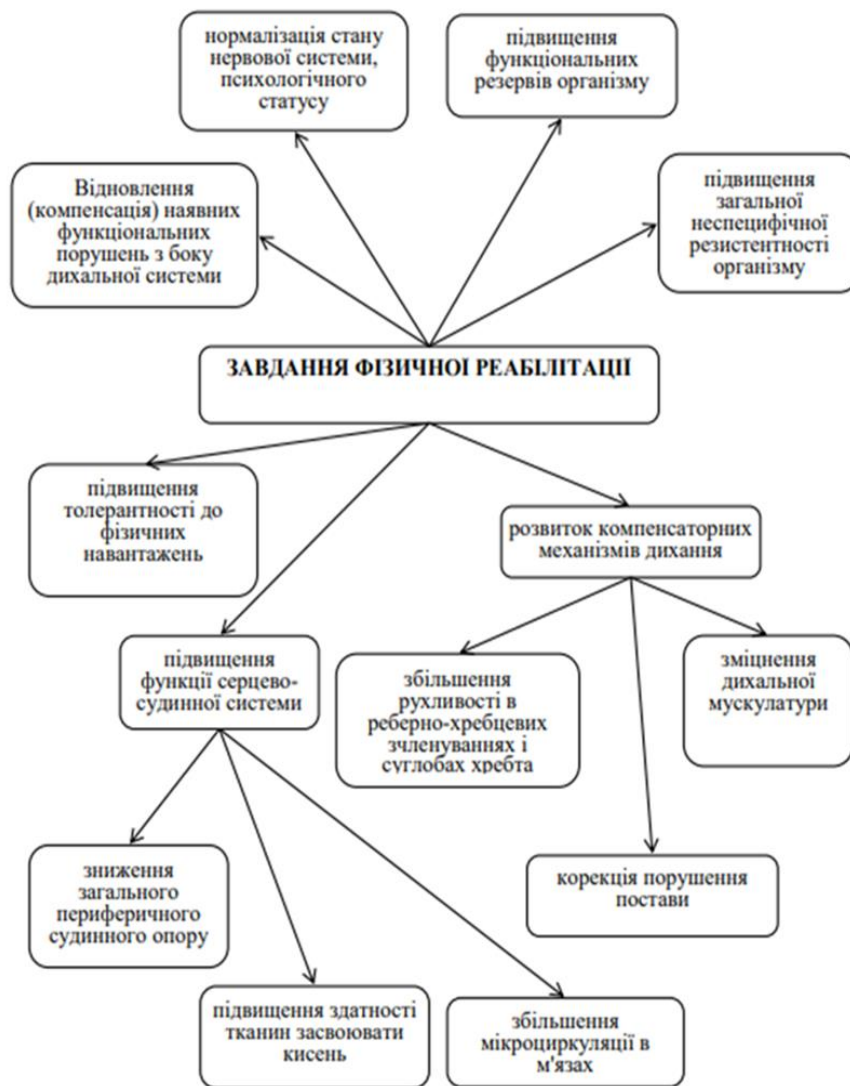 нормалізація стану
нервової системи,
психологічного
статусу
підвищення
функціональних
резервів організму
Відновлення
(компенсація) наявних
функціональних
порушень з боку
дихальної системи
підвищення
загальної
неспецифічної
резистентності
організму
ЗАВДАННЯ ФІЗИЧНОЇ РЕАБІЛІТАЦІЇ
підвищення
толерантності до
фізичних
навантажень
розвиток компенсаторних
механізмів дихання
підвищення
функції серцево-
судинної системи
збільшення
рухливості в
реберно-хребцевих
зчленуваннях і
суглобах хребта
зміцнення
дихальної
мускулатури
зниження
загального
периферичного
судинного опору
корекція порушення
постави
підвищення здатності
тканин засвоювати
кисень
збільшення
мікроциркуляції в
м'язах